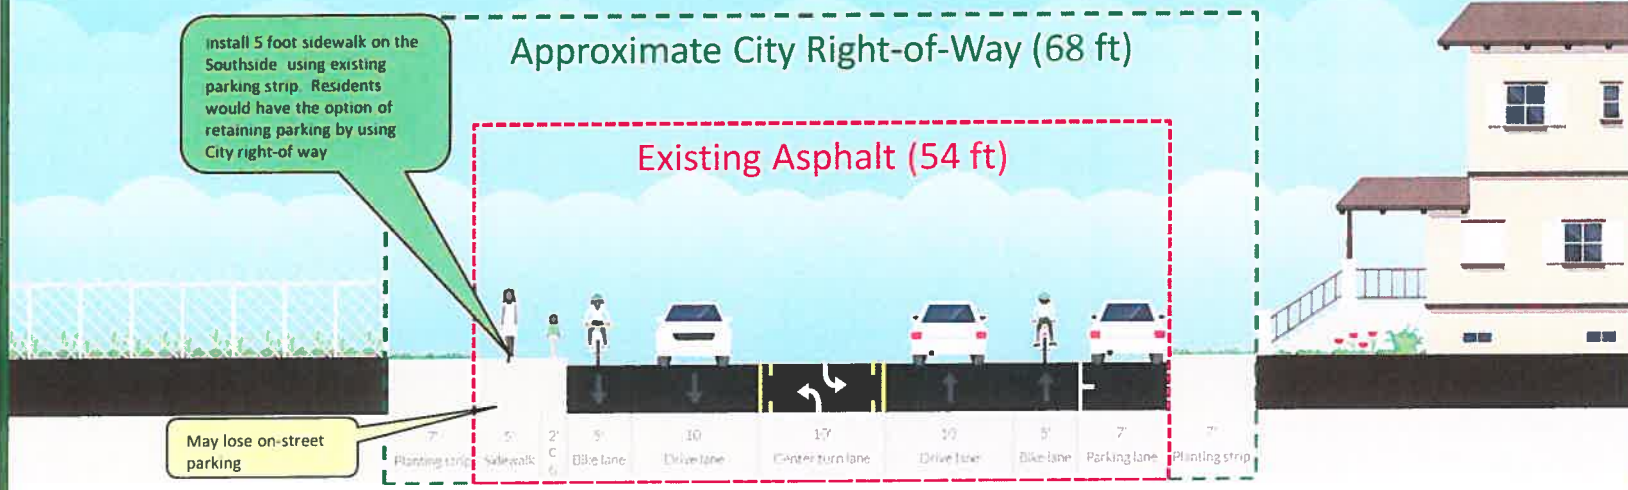 Install 5 foot sidewalk on the
Southside using existing
parking strip. Residents
would have the option of
retaining parking by using
City right-of way
Approximate City Right-of-Way (68 ft)
Existing Asphalt (54 ft)
May lose on-street
parking
7' 5' 2' 5' 10 10' 10 5' 7' 7'
Planting strip Sidewalk C Bike lane Drive lane Center turn lane Drive lane Bike lane Parking lane Planting strip